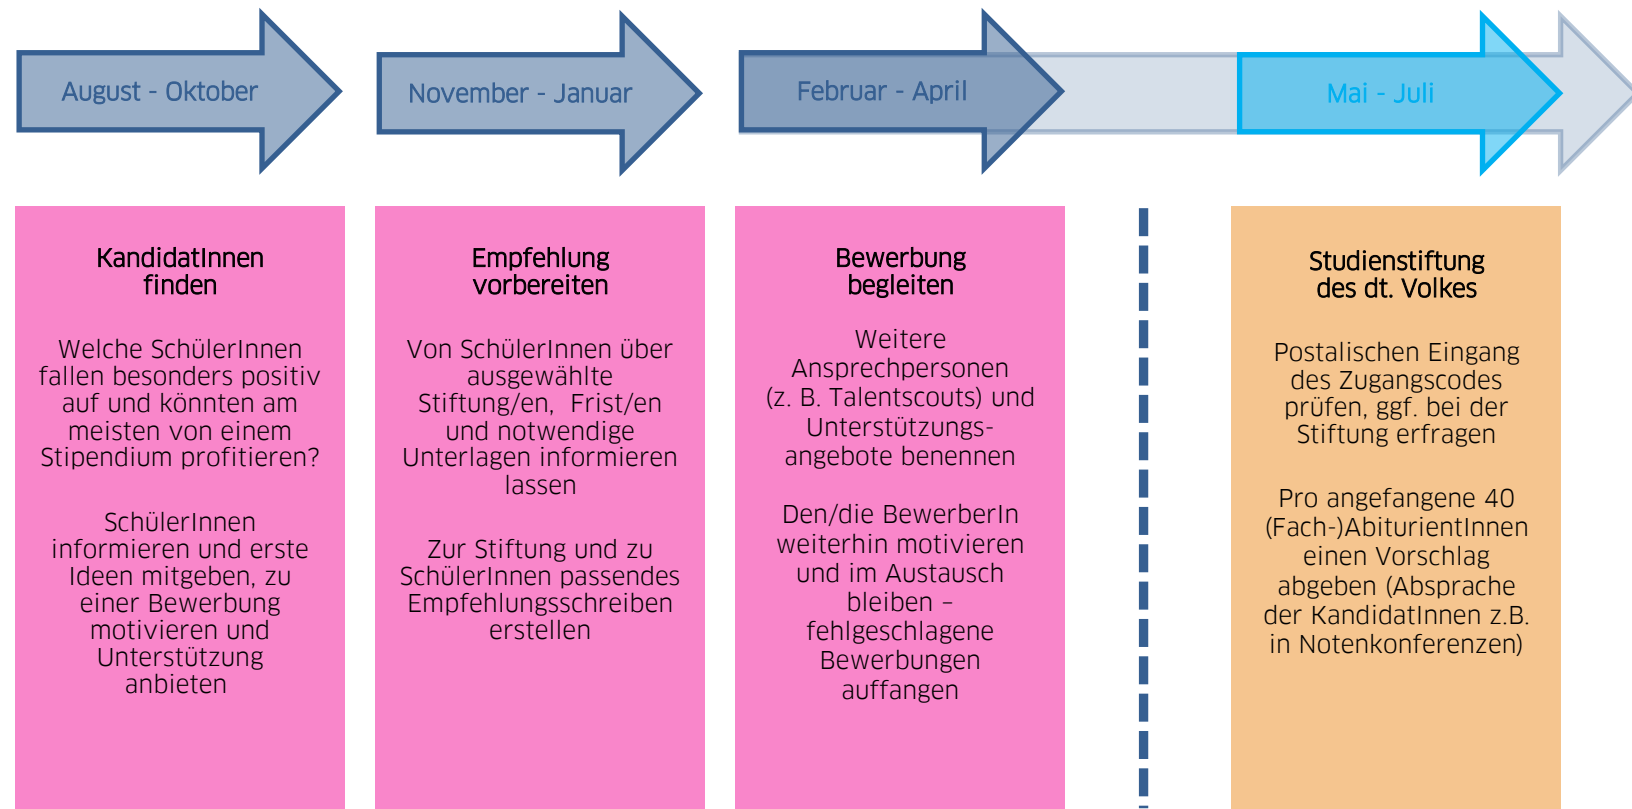 August - Oktober
November - Januar
Februar - April
Mai - Juli
KandidatInnen
finden
Welche SchülerInnen
fallen besonders positiv
auf und könnten am
meisten von einem
Stipendium profitieren?
SchülerInnen
informieren und erste
Ideen mitgeben, zu
einer Bewerbung
motivieren und
Unterstützung
anbieten
Empfehlung
vorbereiten
Von SchülerInnen über
ausgewählte
Stiftung/en, Frist/en
und notwendige
Unterlagen informieren
lassen
Zur Stiftung und zu
SchülerInnen passendes
Empfehlungsschreiben
erstellen
Bewerbung
begleiten
Weitere
Ansprechpersonen
(z. B. Talentscouts) und
Unterstützungs-
angebote benennen
Den/die BewerberIn
weiterhin motivieren
und im Austausch
bleiben –
fehlgeschlagene
Bewerbungen
auffangen
Studienstiftung
des dt. Volkes
Postalischen Eingang
des Zugangscodes
prüfen, ggf. bei der
Stiftung erfragen
Pro angefangene 40
(Fach-)AbiturientInnen
einen Vorschlag
abgeben (Absprache
der KandidatInnen z.B.
in Notenkonferenzen)